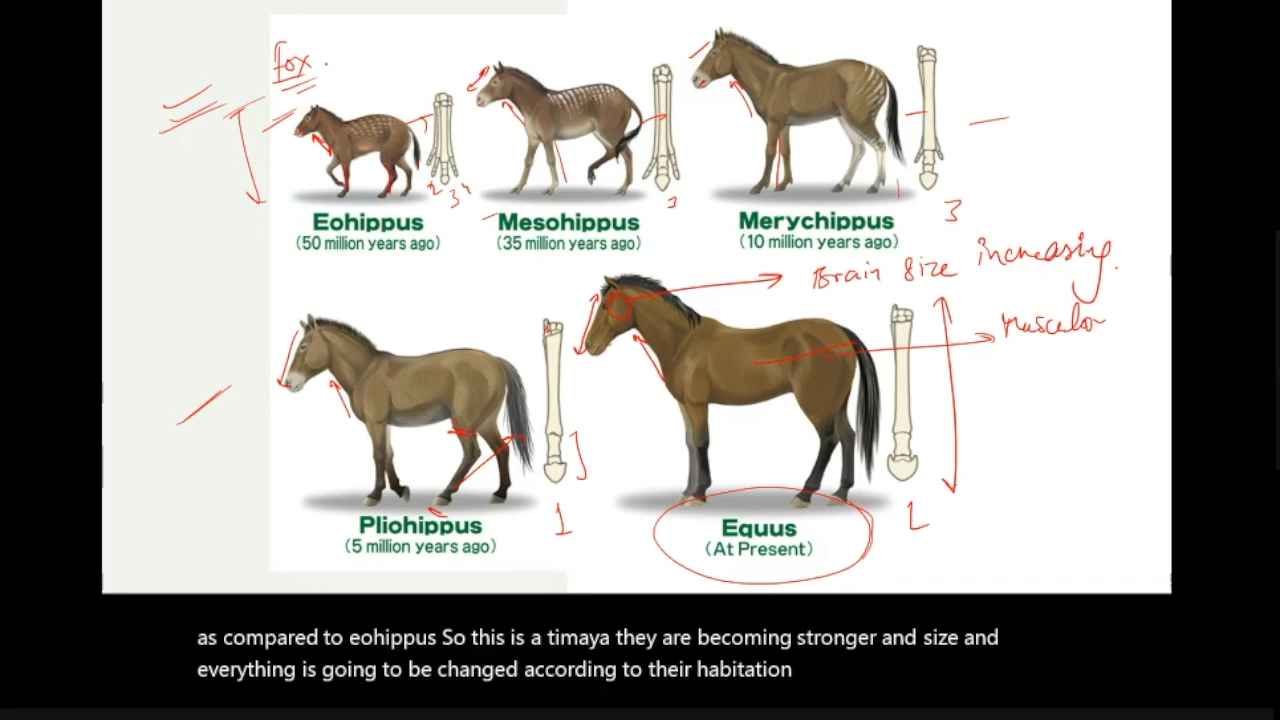 fox.
Eohippus
(50 million years ago)
Mesohippus
(35 million years ago)
Merychippus
(10 million years ago)
3
Brain size increasing.
Muscular
Pliohippus
(5 million years ago)
1
Equus
(At Present)
as compared to eohippus So this is a timaya they are becoming stronger and size and
everything is going to be changed according to their habitation